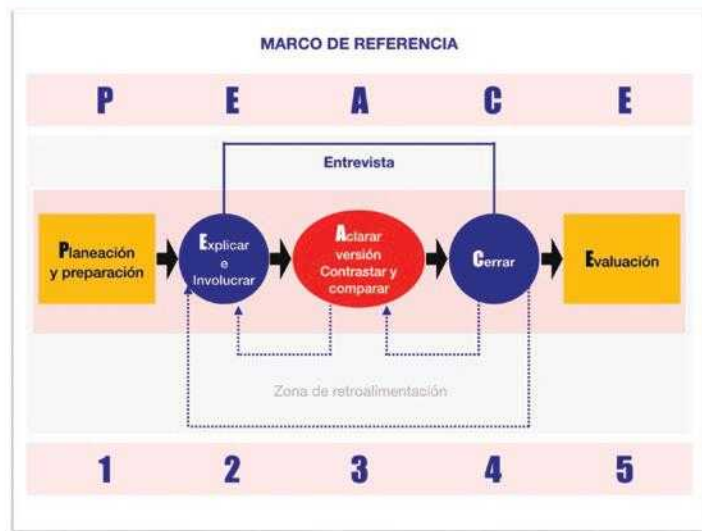 MARCO DE REFERENCIA
P E A C E
Entrevista
Planeación
y preparación
Explicar
e
Involucrar
Aclarar
versión
Contrastar y
comparar
Cerrar
Evaluación
Zona de retroalimentación
1 2 3 4 5